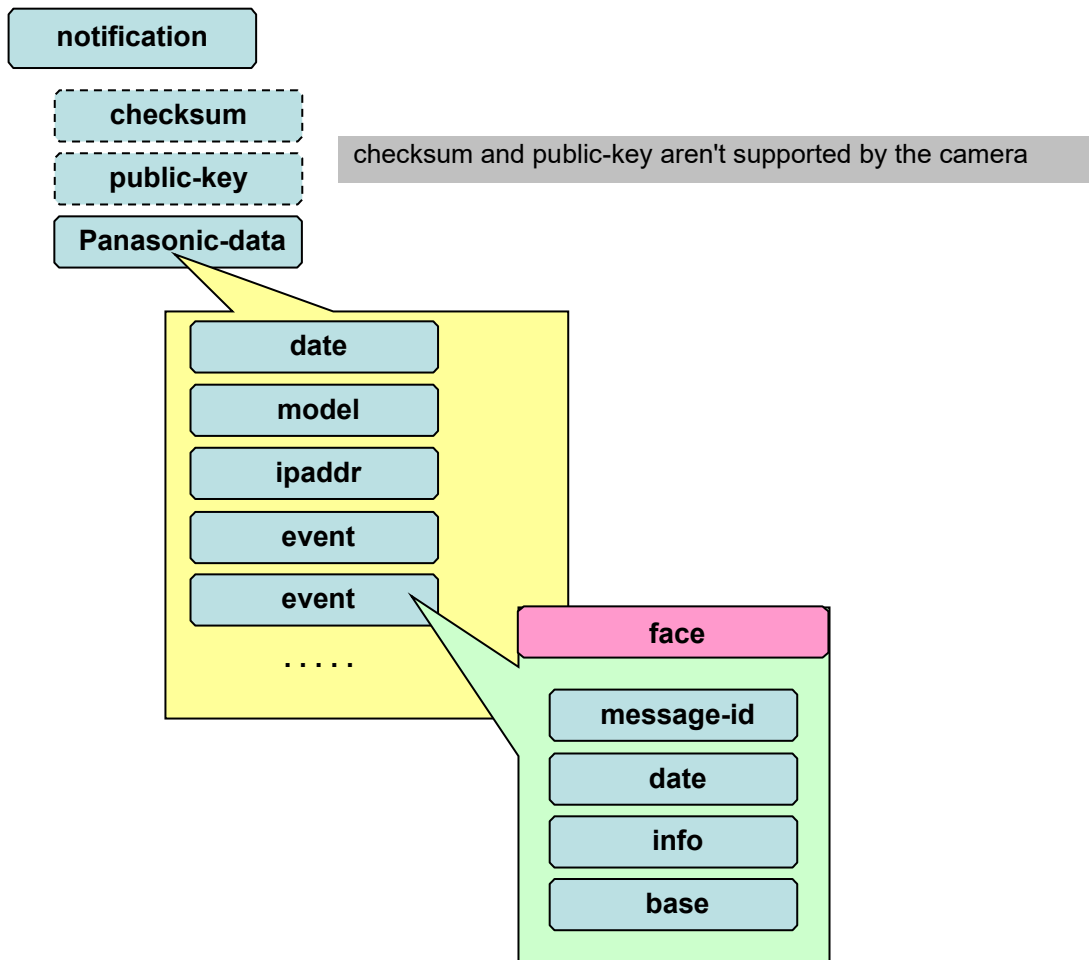 notification
checksum
public-key
checksum and public-key aren't supported by the camera
Panasonic-data
date
model
ipaddr
event
event
. . . . .
face
message-id
date
info
base